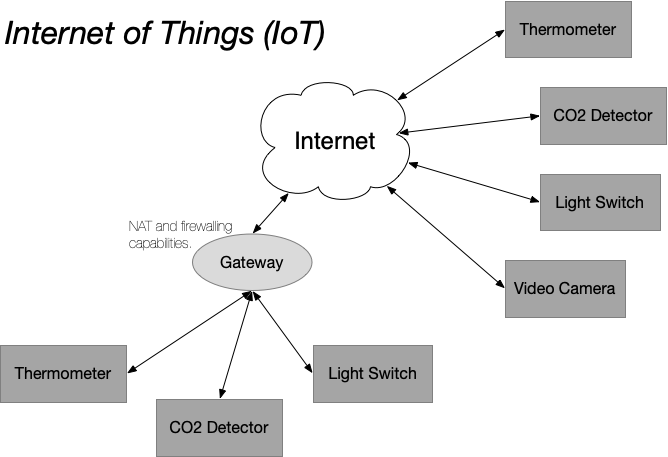 Internet of Things (IoT)
Thermometer
CO2 Detector
Internet
Light Switch
NAT and firewalling
capabilities.
Gateway
Video Camera
Thermometer
Light Switch
CO2 Detector